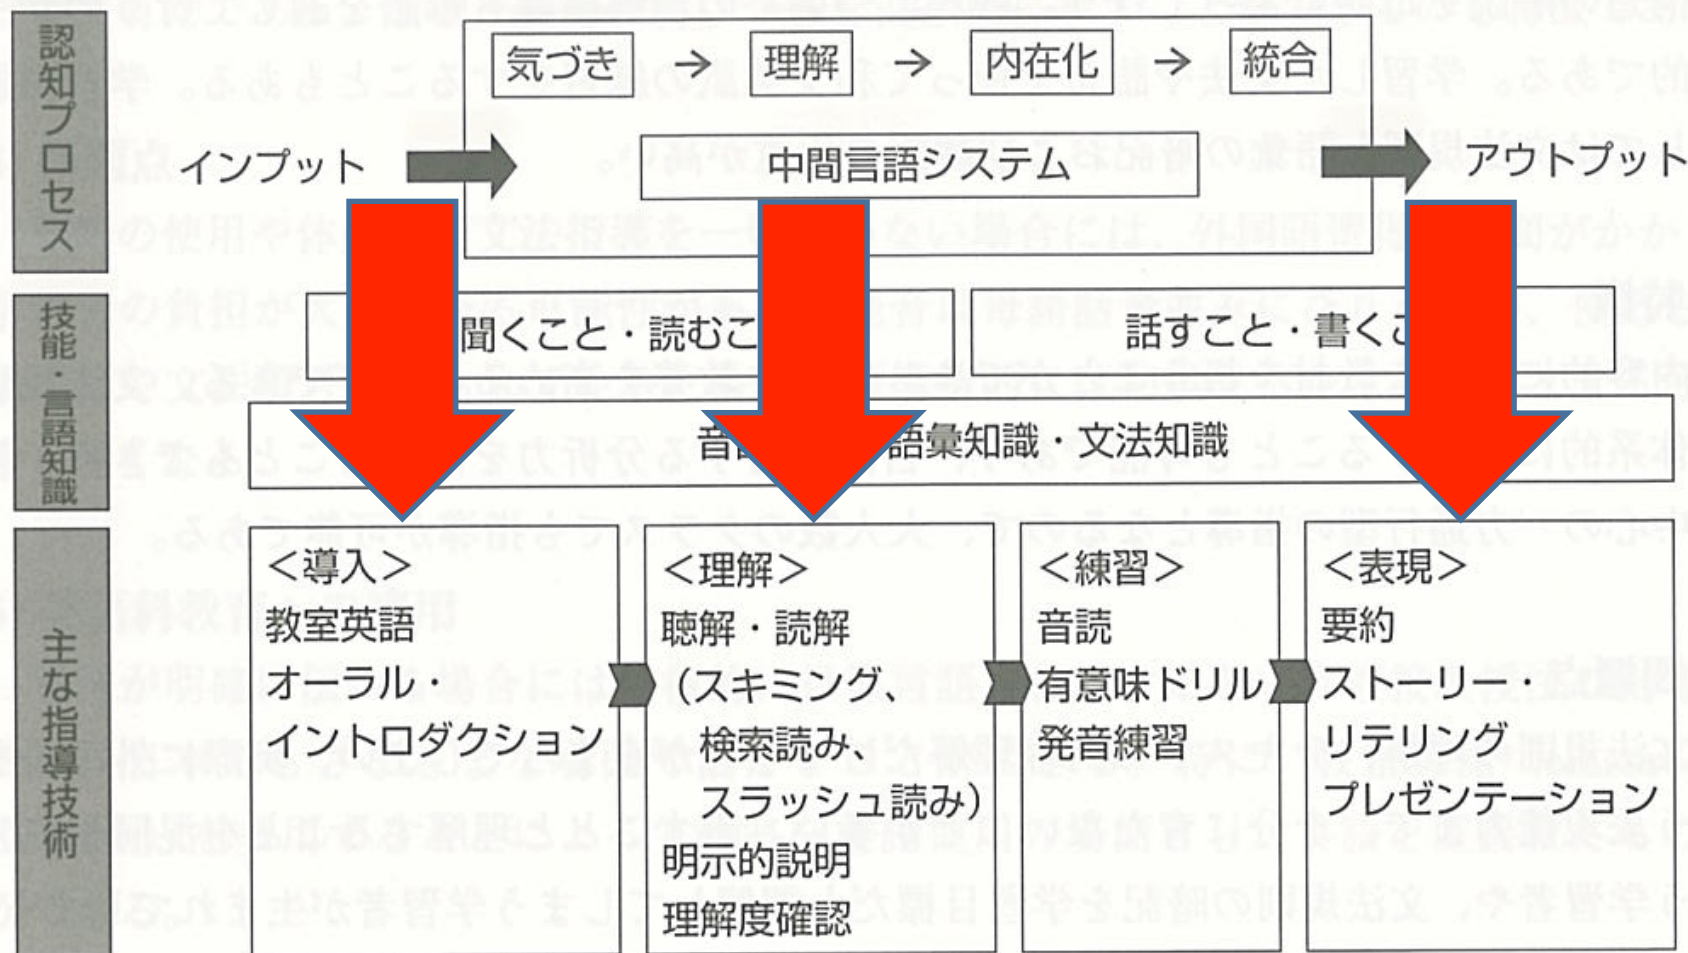 認知プロセス
気づき → 理解 → 内在化 → 統合
インプット
中間言語システム
アウトプット
技能・言語知識
聞くこと・読むこ
話すこと・書くこ
音 語彙知識・文法知識
主な指導技術
＜導入＞
教室英語
オーラル・
イントロダクション
＜理解＞
聴解・読解
（スキミング、
検索読み、
スラッシュ読み）
明示的説明
理解度確認
＜練習＞
音読
有意味ドリル
発音練習
＜表現＞
要約
ストーリー・
リテリング
プレゼンテーション